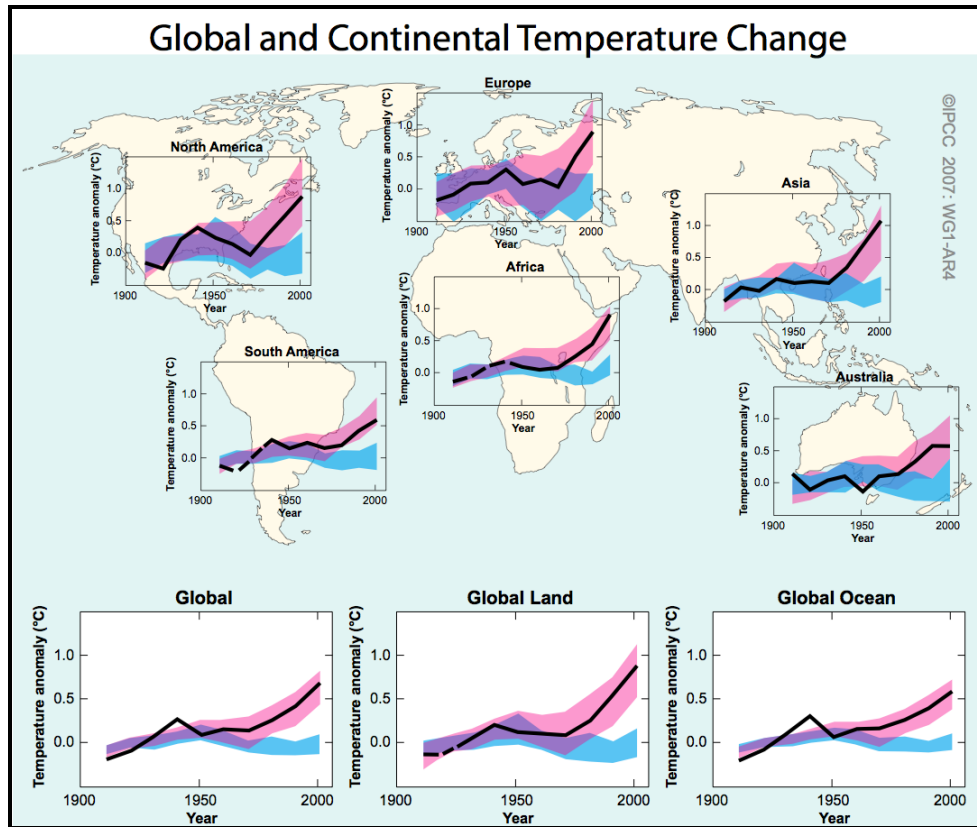 Global and Continental Temperature Change
©IPCC 2007: WG1-AR4
Europe
Temperature anomaly (°C)
1.0
0.5
0.0
1900
1950
2000
Year
North America
Temperature anomaly (°C)
1.0
0.5
0.0
1900
1950
2000
Year
Asia
Temperature anomaly (°C)
1.0
0.5
0.0
1900
1950
2000
Year
Africa
Temperature anomaly (°C)
1.0
0.5
0.0
1900
1950
2000
Year
South America
Temperature anomaly (°C)
1.0
0.5
0.0
1900
1950
2000
Year
Australia
Temperature anomaly (°C)
1.0
0.5
0.0
1900
1950
2000
Year
Global
Temperature anomaly (°C)
1.0
0.5
0.0
1900
1950
2000
Year
Global Land
Temperature anomaly (°C)
1.0
0.5
0.0
1900
1950
2000
Year
Global Ocean
Temperature anomaly (°C)
1.0
0.5
0.0
1900
1950
2000
Year